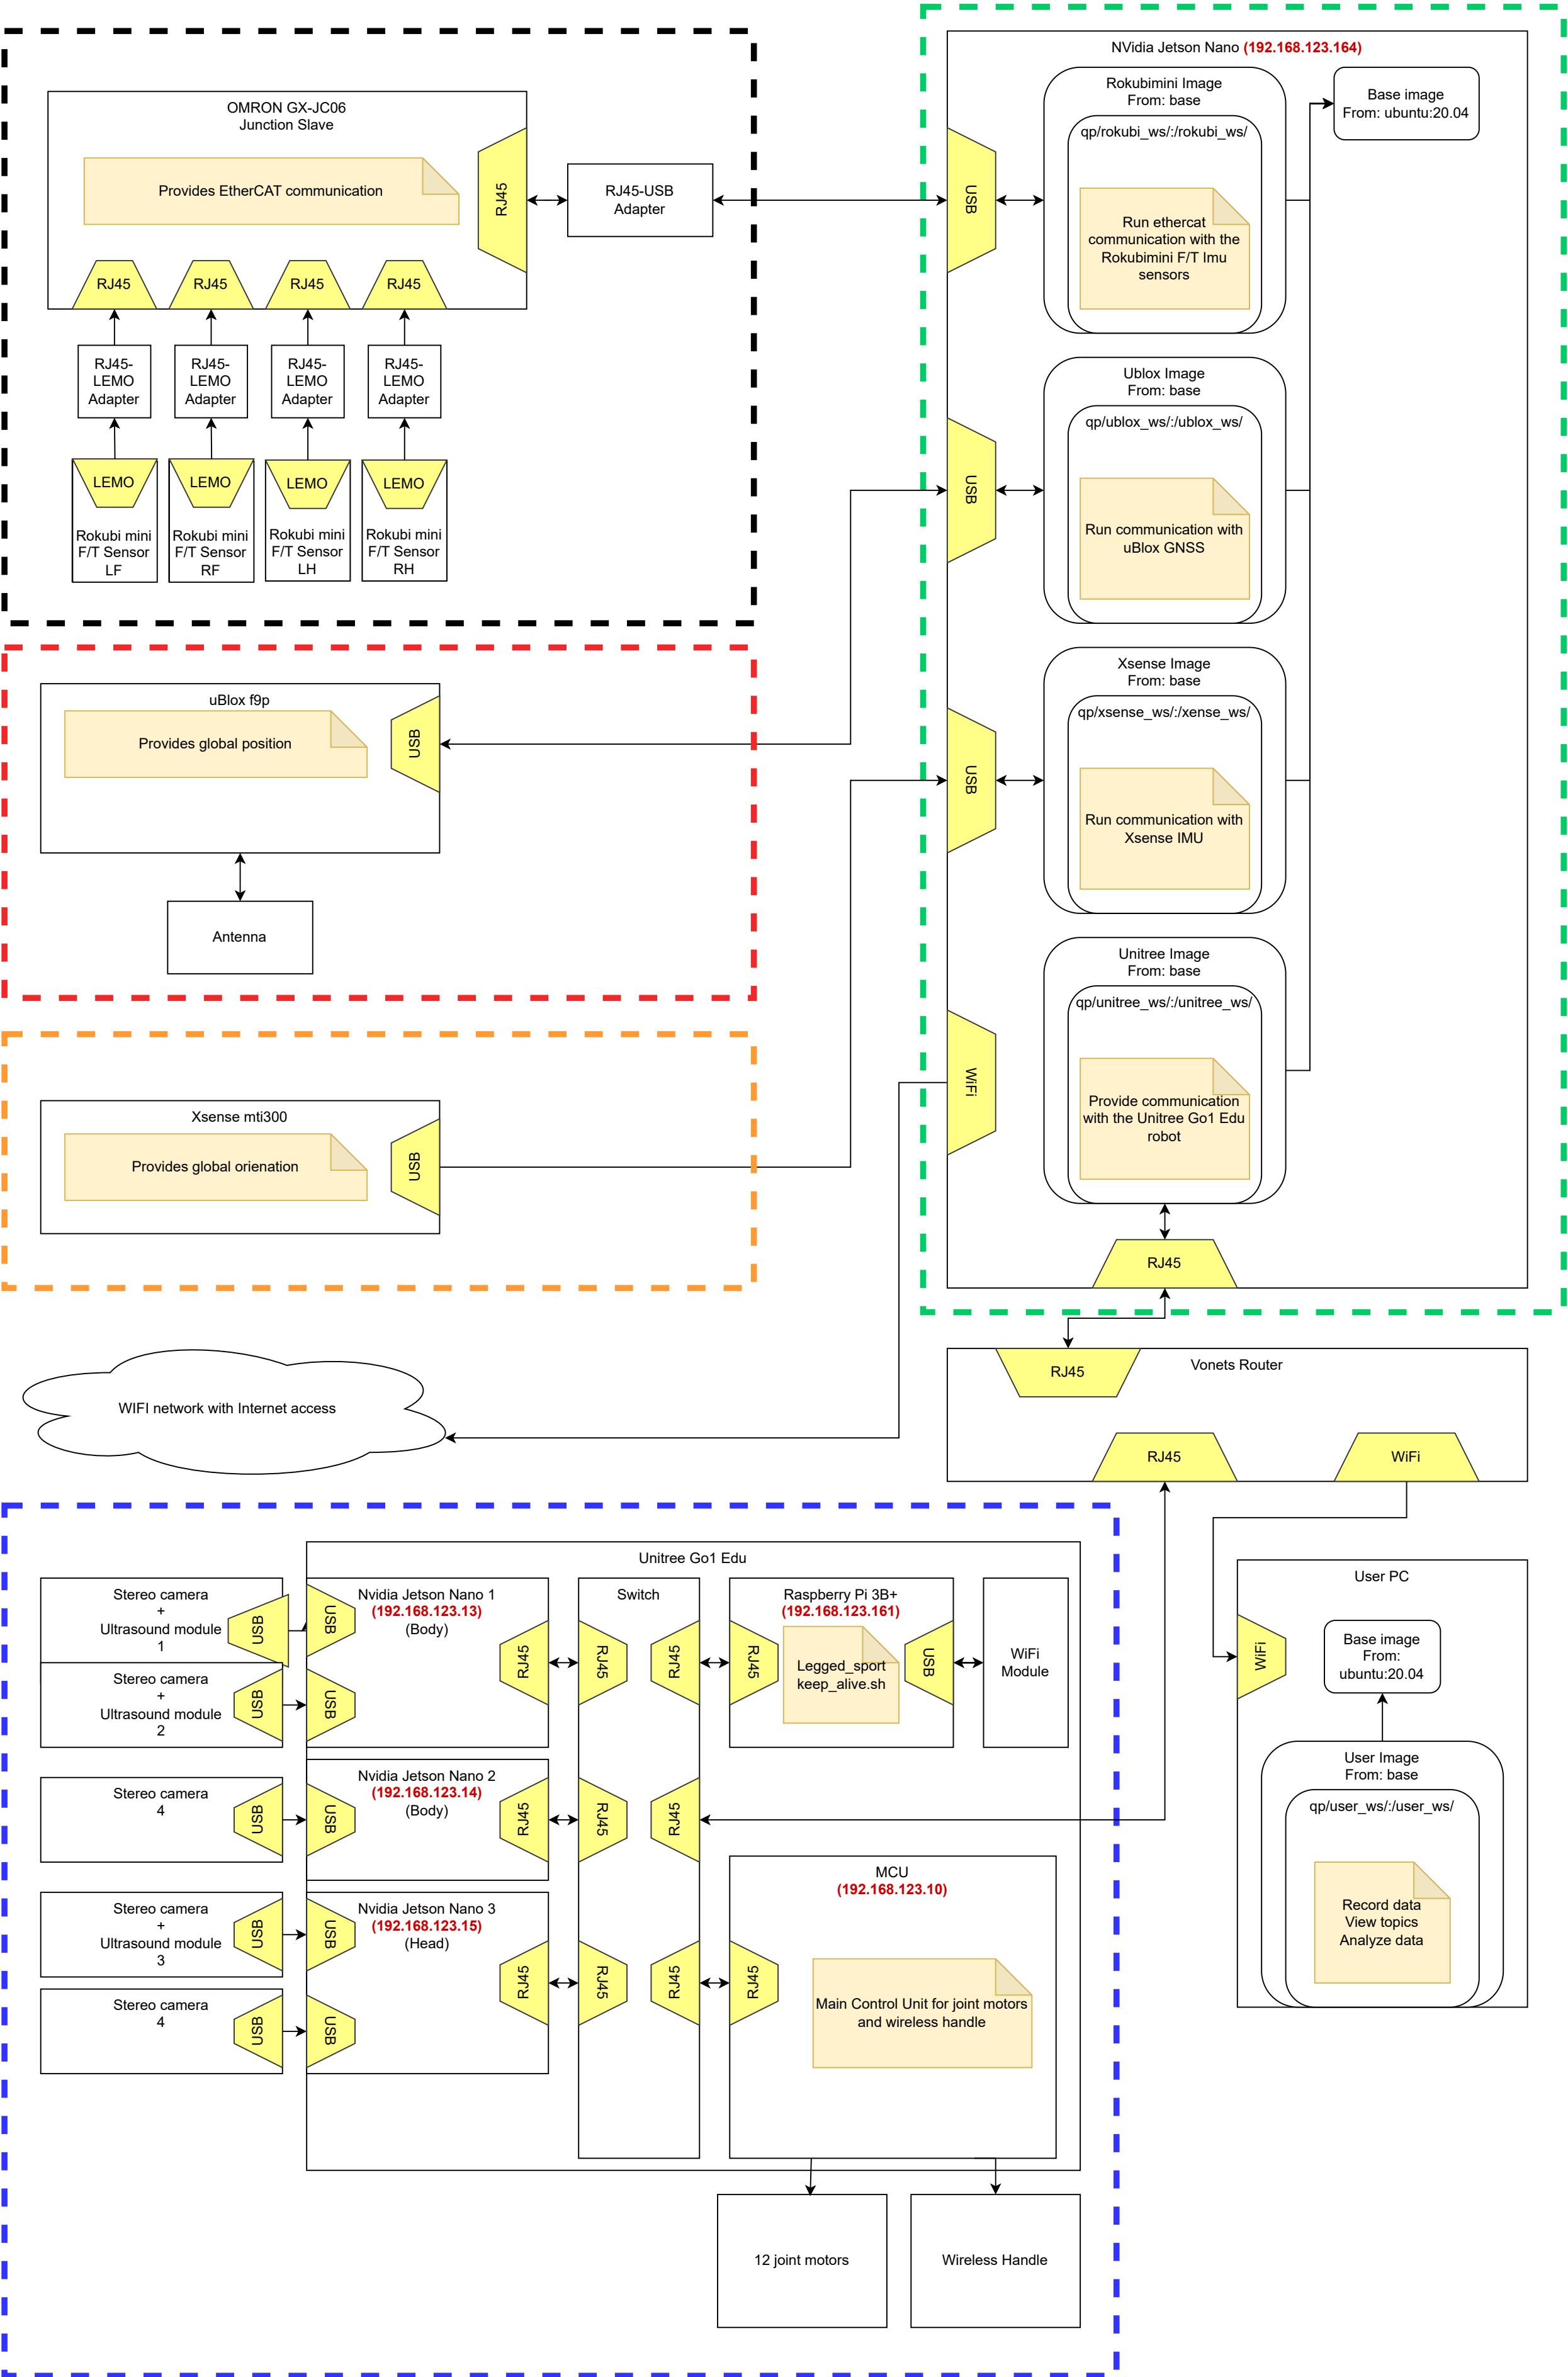 OMRON GX-JC06
Junction Slave
Provides EtherCAT communication
RJ45
RJ45-USB
Adapter
RJ45
RJ45
RJ45
RJ45
RJ45-
LEMO
Adapter
RJ45-
LEMO
Adapter
RJ45-
LEMO
Adapter
RJ45-
LEMO
Adapter
LEMO
LEMO
LEMO
LEMO
Rokubi mini
F/T Sensor
LF
Rokubi mini
F/T Sensor
RF
Rokubi mini
F/T Sensor
LH
Rokubi mini
F/T Sensor
RH
uBlox f9p
Provides global position
USB
Antenna
Xsense mti300
Provides global orienation
USB
WIFI network with Internet access
NVidia Jetson Nano (192.168.123.164)
Rokubimini Image
From: base
qp/rokubi_ws/:/rokubi_ws/
Run ethercat
communication with the
Rokubimini F/T Imu
sensors
USB
Base image
From: ubuntu:20.04
Ublox Image
From: base
qp/ublox_ws/:/ublox_ws/
Run communication with
uBlox GNSS
USB
Xsense Image
From: base
qp/xsense_ws/:/xense_ws/
Run communication with
Xsense IMU
USB
Unitree Image
From: base
qp/unitree_ws/:/unitree_ws/
Provide communication
with the Unitree Go1 Edu
robot
WiFi
RJ45
Vonets Router
RJ45
RJ45
WiFi
Unitree Go1 Edu
Stereo camera
+
Ultrasound module
1
USB
Stereo camera
+
Ultrasound module
2
USB
Stereo camera
4
USB
Stereo camera
+
Ultrasound module
3
USB
Stereo camera
4
USB
Nvidia Jetson Nano 1
(192.168.123.13)
(Body)
USB
USB
RJ45
Nvidia Jetson Nano 2
(192.168.123.14)
(Body)
USB
RJ45
Nvidia Jetson Nano 3
(192.168.123.15)
(Head)
USB
USB
RJ45
Switch
RJ45
RJ45
RJ45
RJ45
RJ45
RJ45
Raspberry Pi 3B+
(192.168.123.161)
RJ45
Legged_sport
keep_alive.sh
USB
WiFi
Module
MCU
(192.168.123.10)
RJ45
Main Control Unit for joint motors
and wireless handle
12 joint motors
Wireless Handle
User PC
WiFi
Base image
From:
ubuntu:20.04
User Image
From: base
qp/user_ws/:/user_ws/
Record data
View topics
Analyze data